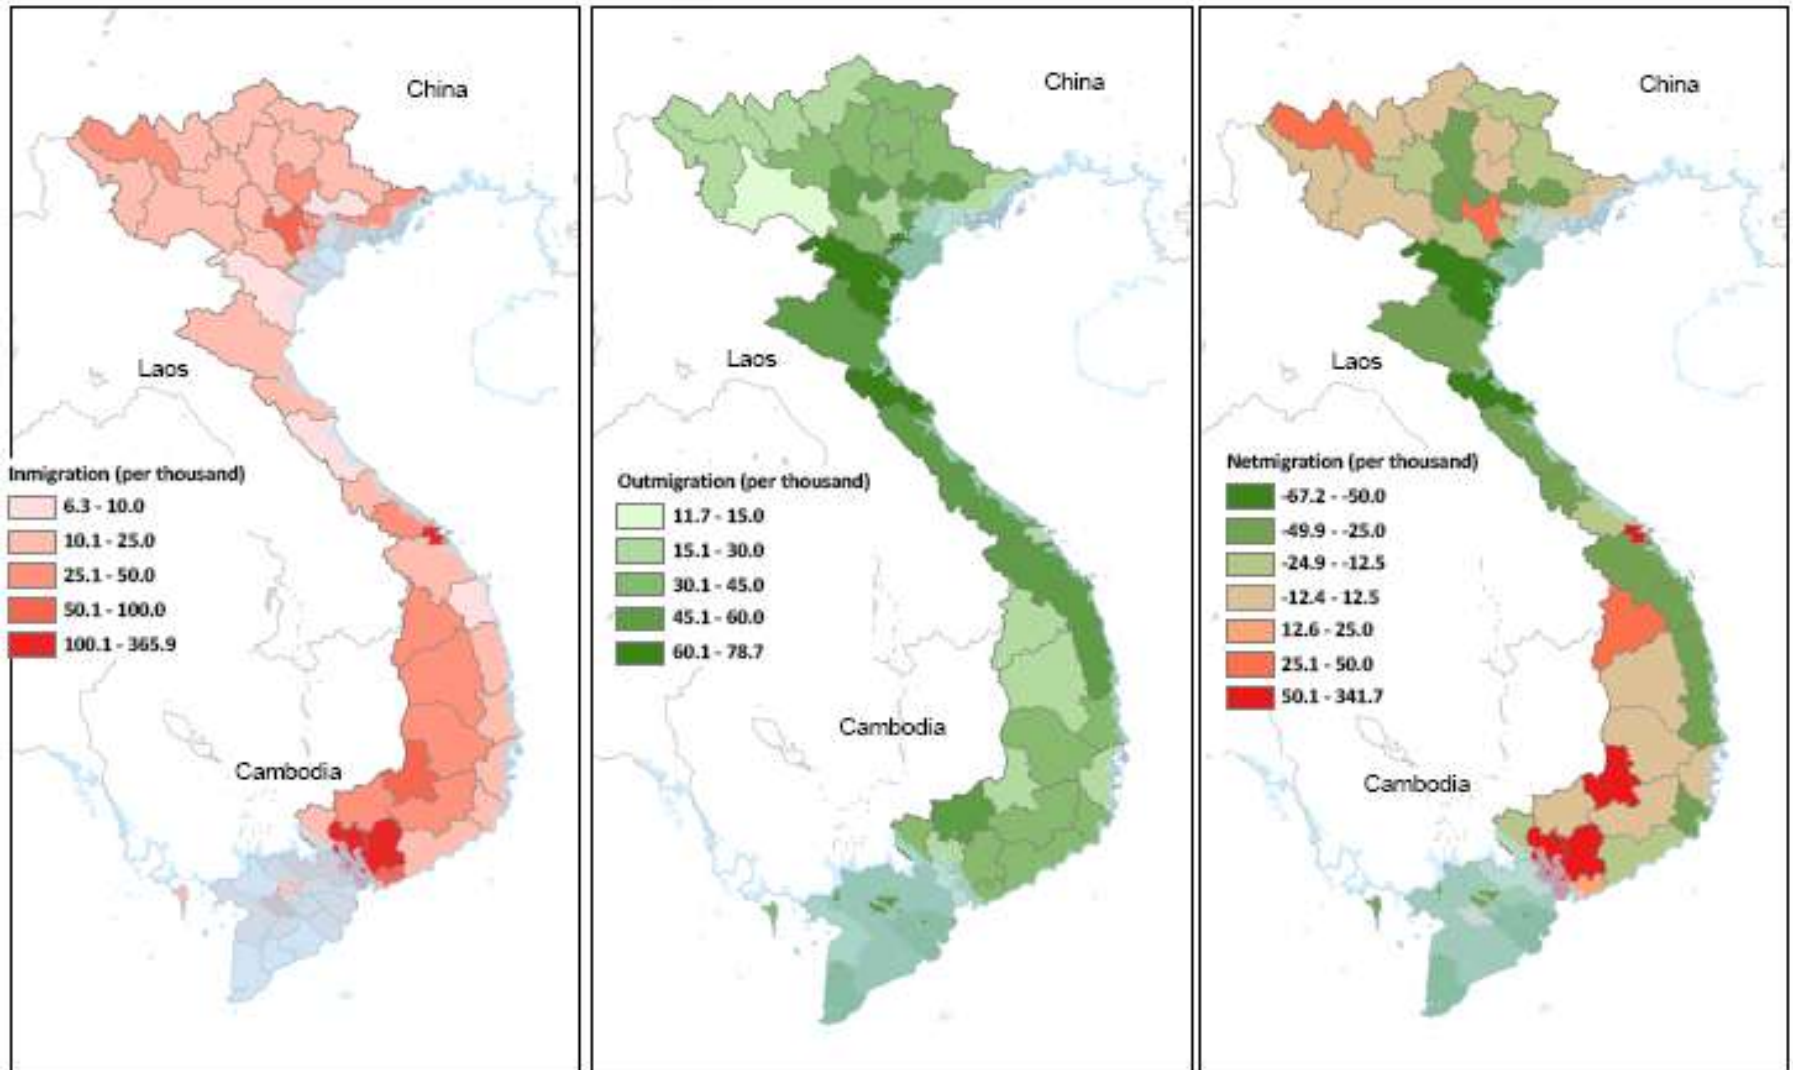 China
Laos
Inmigration (per thousand)
6.3 - 10.0
10.1 - 25.0
25.1 - 50.0
50.1 - 100.0
100.1 - 365.9
Cambodia
China
Laos
Outmigration (per thousand)
11.7 - 15.0
15.1 - 30.0
30.1 - 45.0
45.1 - 60.0
60.1 - 78.7
Cambodia
China
Laos
Netmigration (per thousand)
-67.2 - -50.0
-49.9 - -25.0
-24.9 - -12.5
-12.4 - 12.5
12.6 - 25.0
25.1 - 50.0
50.1 - 341.7
Cambodia